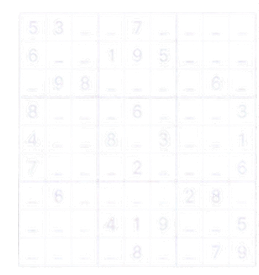 5 3 _ _ 7 _ _ _ _
6 _ _ 1 9 5 _ _ _
_ 9 8 _ _ _ _ 6 _
8 _ _ _ 6 _ _ _ 3
4 _ _ 8 _ 3 _ _ 1
7 _ _ _ 2 _ _ _ 6
_ 6 _ _ _ _ 2 8 _
_ _ _ 4 1 9 _ _ 5
_ _ _ _ 8 _ _ 7 9